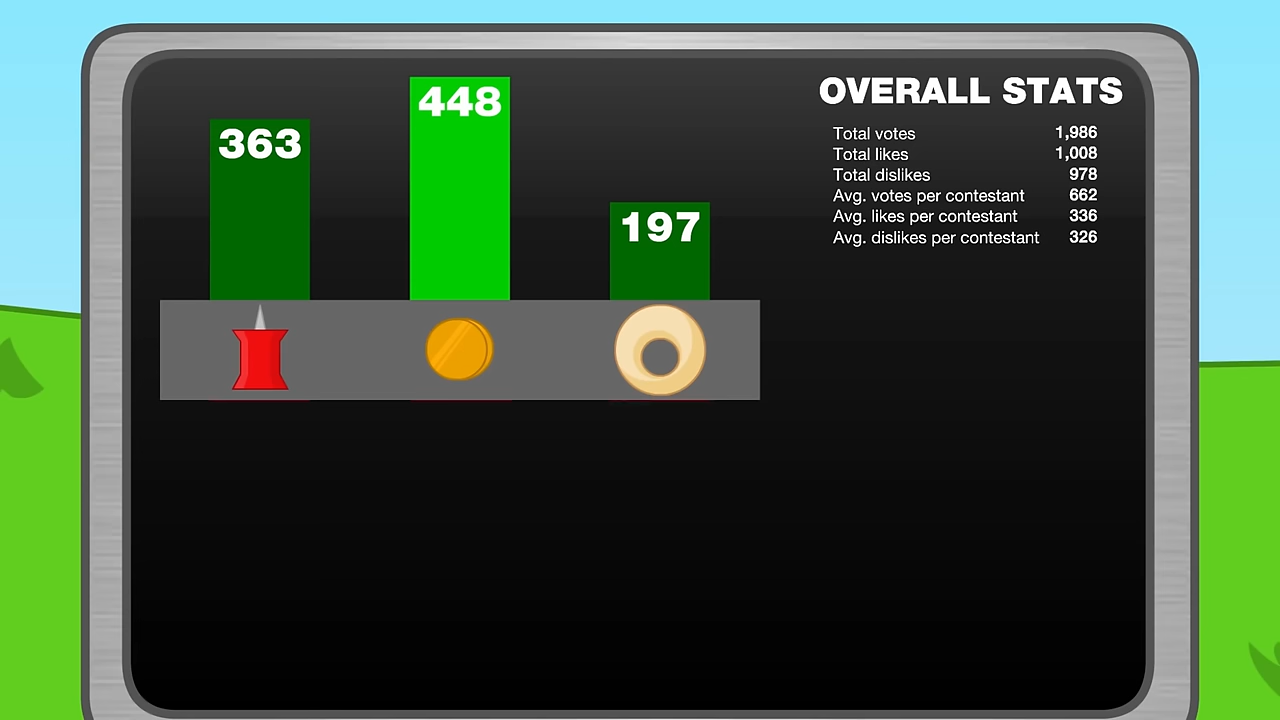 448
363
197
OVERALL STATS
Total votes 1,986
Total likes 1,008
Total dislikes 978
Avg. votes per contestant 662
Avg. likes per contestant 336
Avg. dislikes per contestant 326